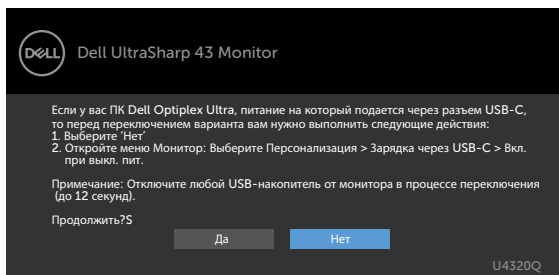 DELL
Dell UltraSharp 43 Monitor
Если у вас ПК Dell Optiplex Ultra, питание на который подается через разъем USB-C,
то перед переключением варианта вам нужно выполнить следующие действия:
1. Выберите ‘Нет’
2. Откройте меню Монитор: Выберите Персонализация > Зарядка через USB-C > Вкл.
при выкл. пит.
Примечание: Отключите любой USB-накопитель от монитора в процессе переключения
(до 12 секунд).
Продолжить?S
Да
Нет
U4320Q